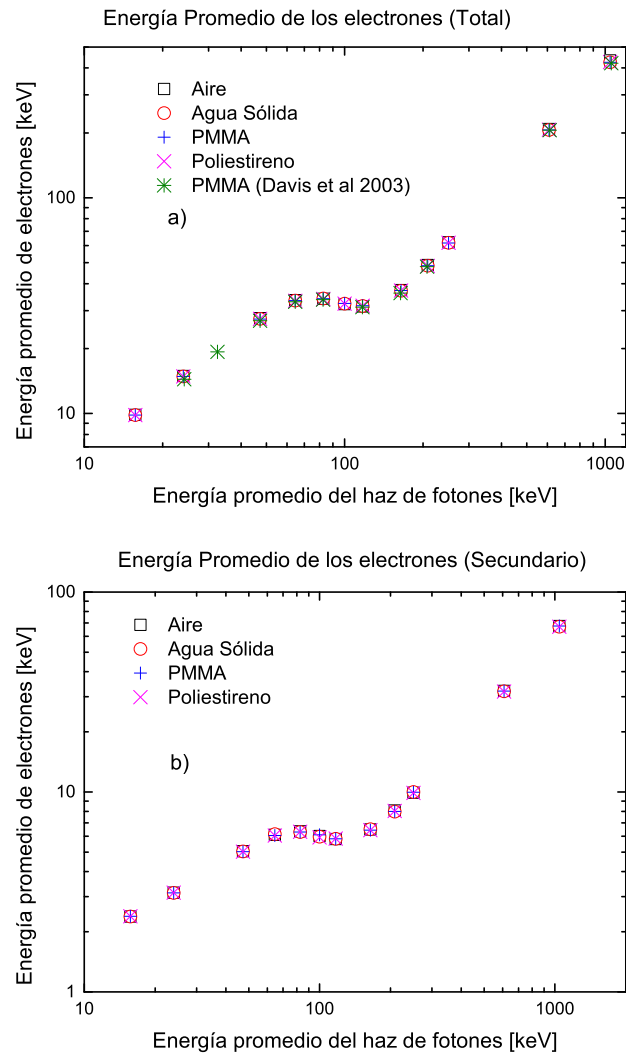 Energía Promedio de los electrones (Total)
Energía promedio de electrones [keV]
100
10
Aire
Agua Sólida
PMMA
Poliestireno
PMMA (Davis et al 2003)
a)
10
100
1000
Energía promedio del haz de fotones [keV]
Energía Promedio de los electrones (Secundario)
Energía promedio de electrones [keV]
100
10
1
Aire
Agua Sólida
PMMA
Poliestireno
b)
10
100
1000
Energía promedio del haz de fotones [keV]